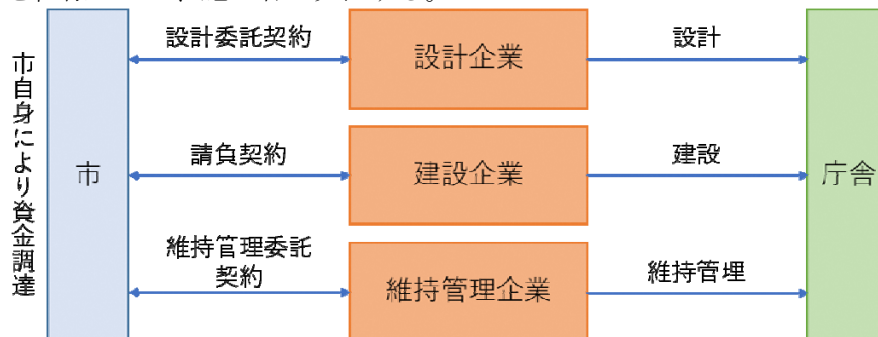 市自身により資金調達
市
設計委託契約
設計企業
設計
請負契約
建設企業
建設
庁舎
維持管理委託
契約
維持管理企業
維持管理